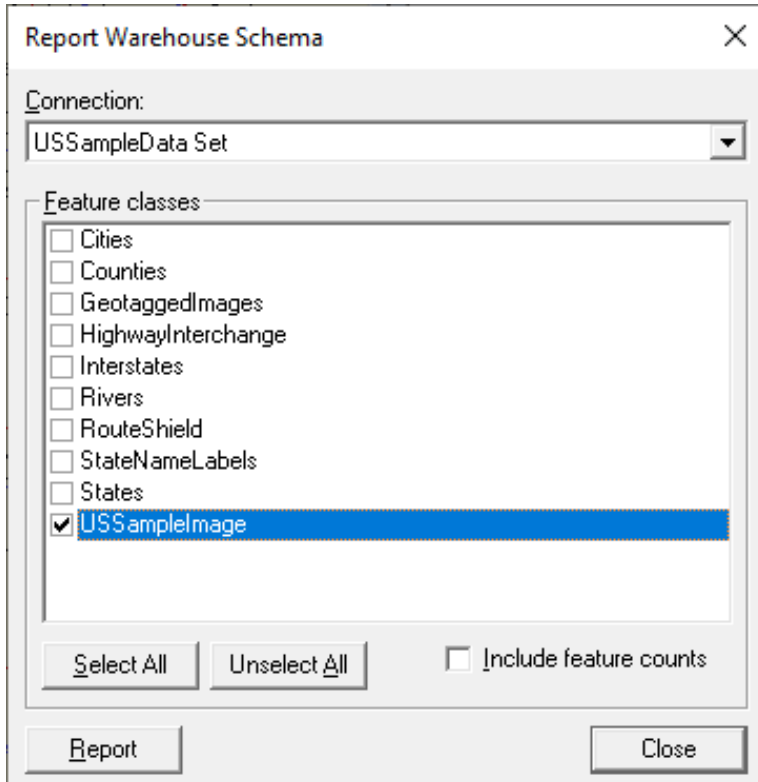 Report Warehouse Schema
Connection:
USSampleData Set
Feature classes
Cities
Counties
GeotaggedImages
HighwayInterchange
Interstates
Rivers
RouteShield
StateNameLabels
States
USSampleImage
Select All
Unselect All
Include feature counts
Report
Close